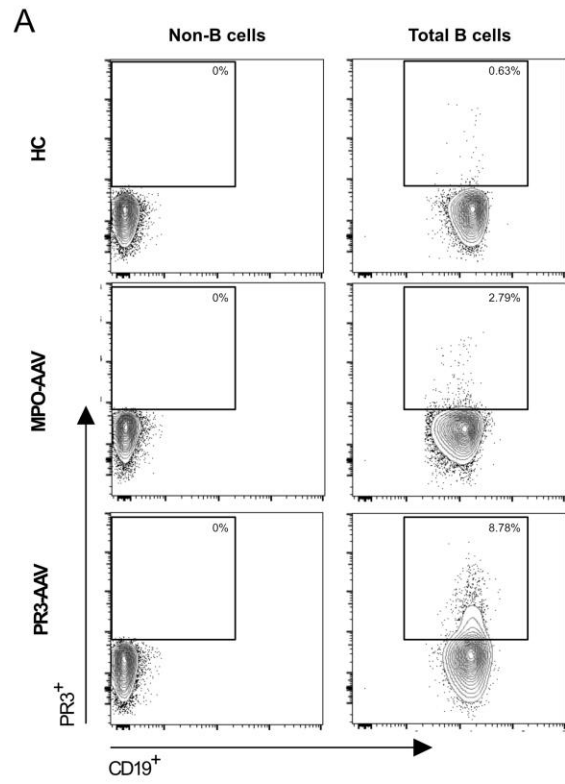 A
Non-B cells Total B cells
HC
0% 0.63%
MPO-AAV
0% 2.79%
PR3-AAV
0% 8.78%
PR3+
CD19+